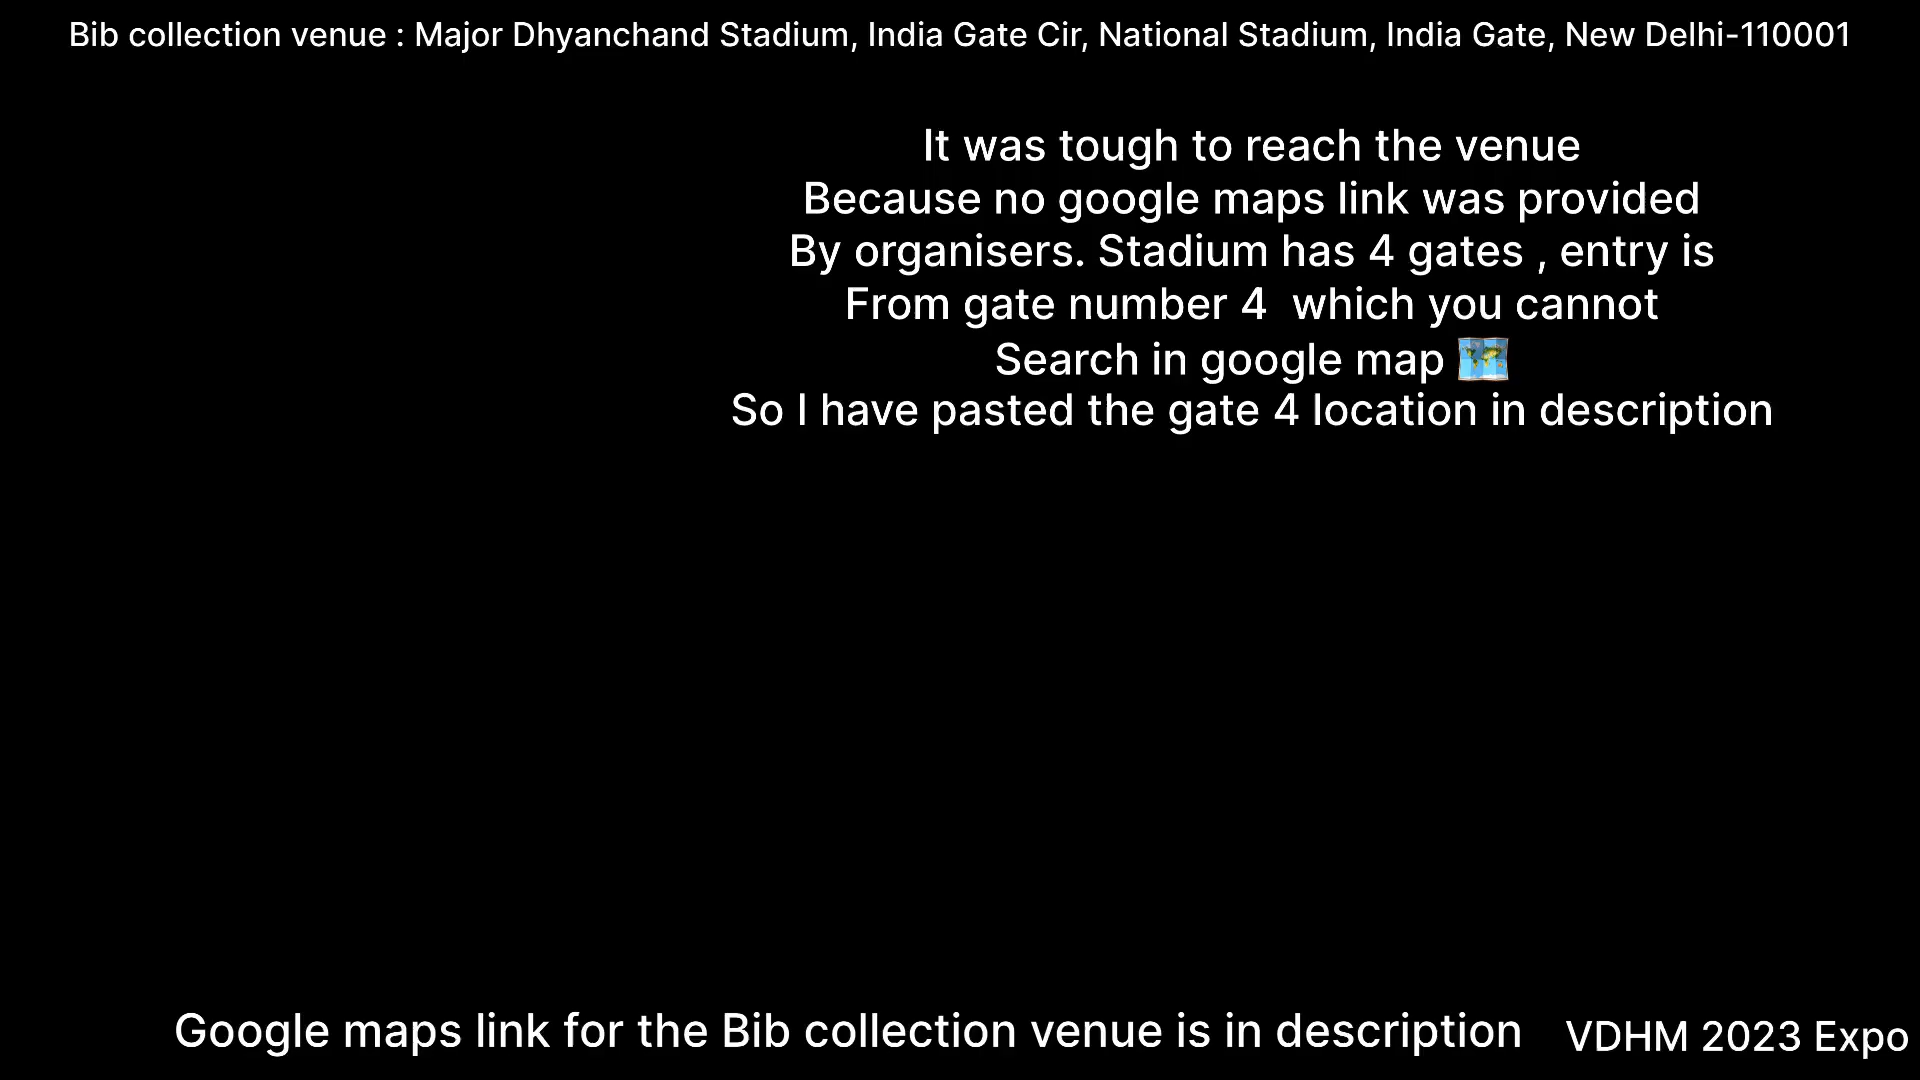 Bib collection venue : Major Dhyanchand Stadium, India Gate Cir, National Stadium, India Gate, New Delhi-110001
It was tough to reach the venue
Because no google maps link was provided
By organisers. Stadium has 4 gates , entry is
From gate number 4  which you cannot
Search in google map 🗺️
So I have pasted the gate 4 location in description
Google maps link for the Bib collection venue is in description
VDHM 2023 Expo